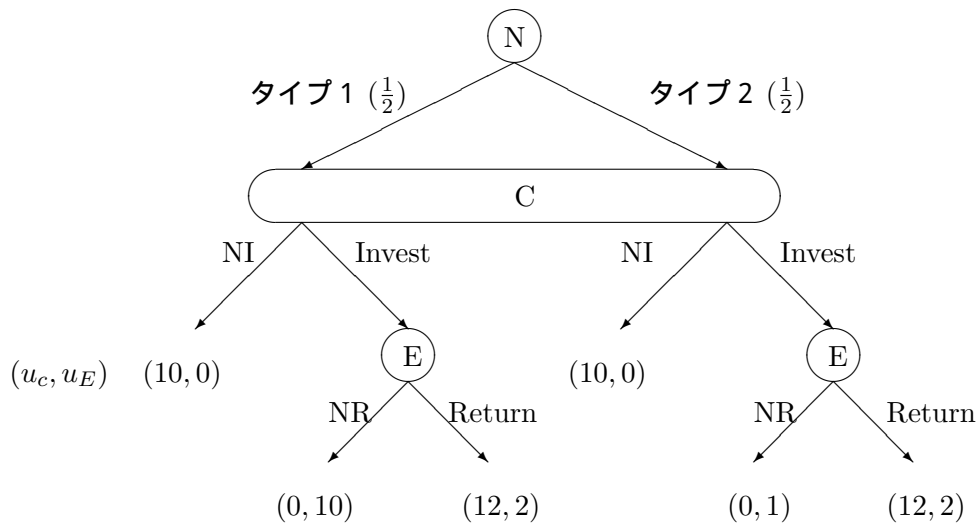 N
タイプ 1 (1/2) タイプ 2 (1/2)
C
NI Invest NI Invest
(u_c, u_E) (10, 0) E (10, 0) E
NR Return NR Return
(0, 10) (12, 2) (0, 1) (12, 2)